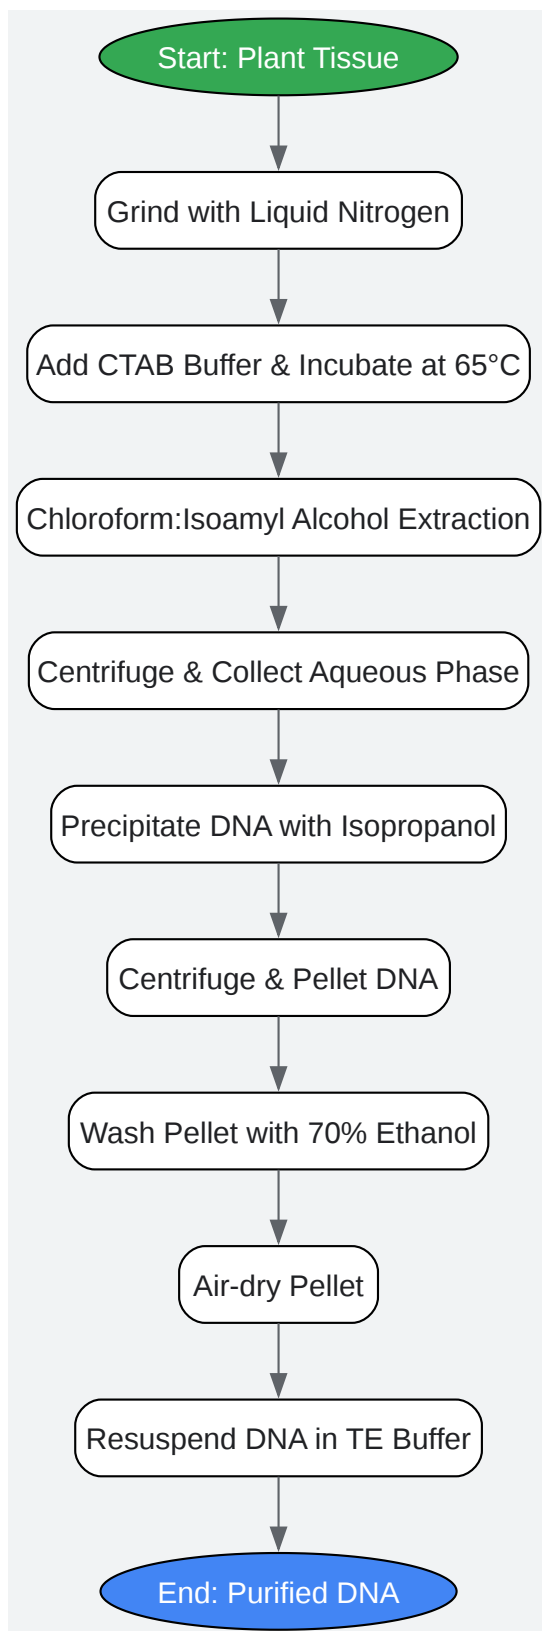 Start: Plant Tissue
Grind with Liquid Nitrogen
Add CTAB Buffer & Incubate at 65°C
Chloroform:Isoamyl Alcohol Extraction
Centrifuge & Collect Aqueous Phase
Precipitate DNA with Isopropanol
Centrifuge & Pellet DNA
Wash Pellet with 70% Ethanol
Air-dry Pellet
Resuspend DNA in TE Buffer
End: Purified DNA